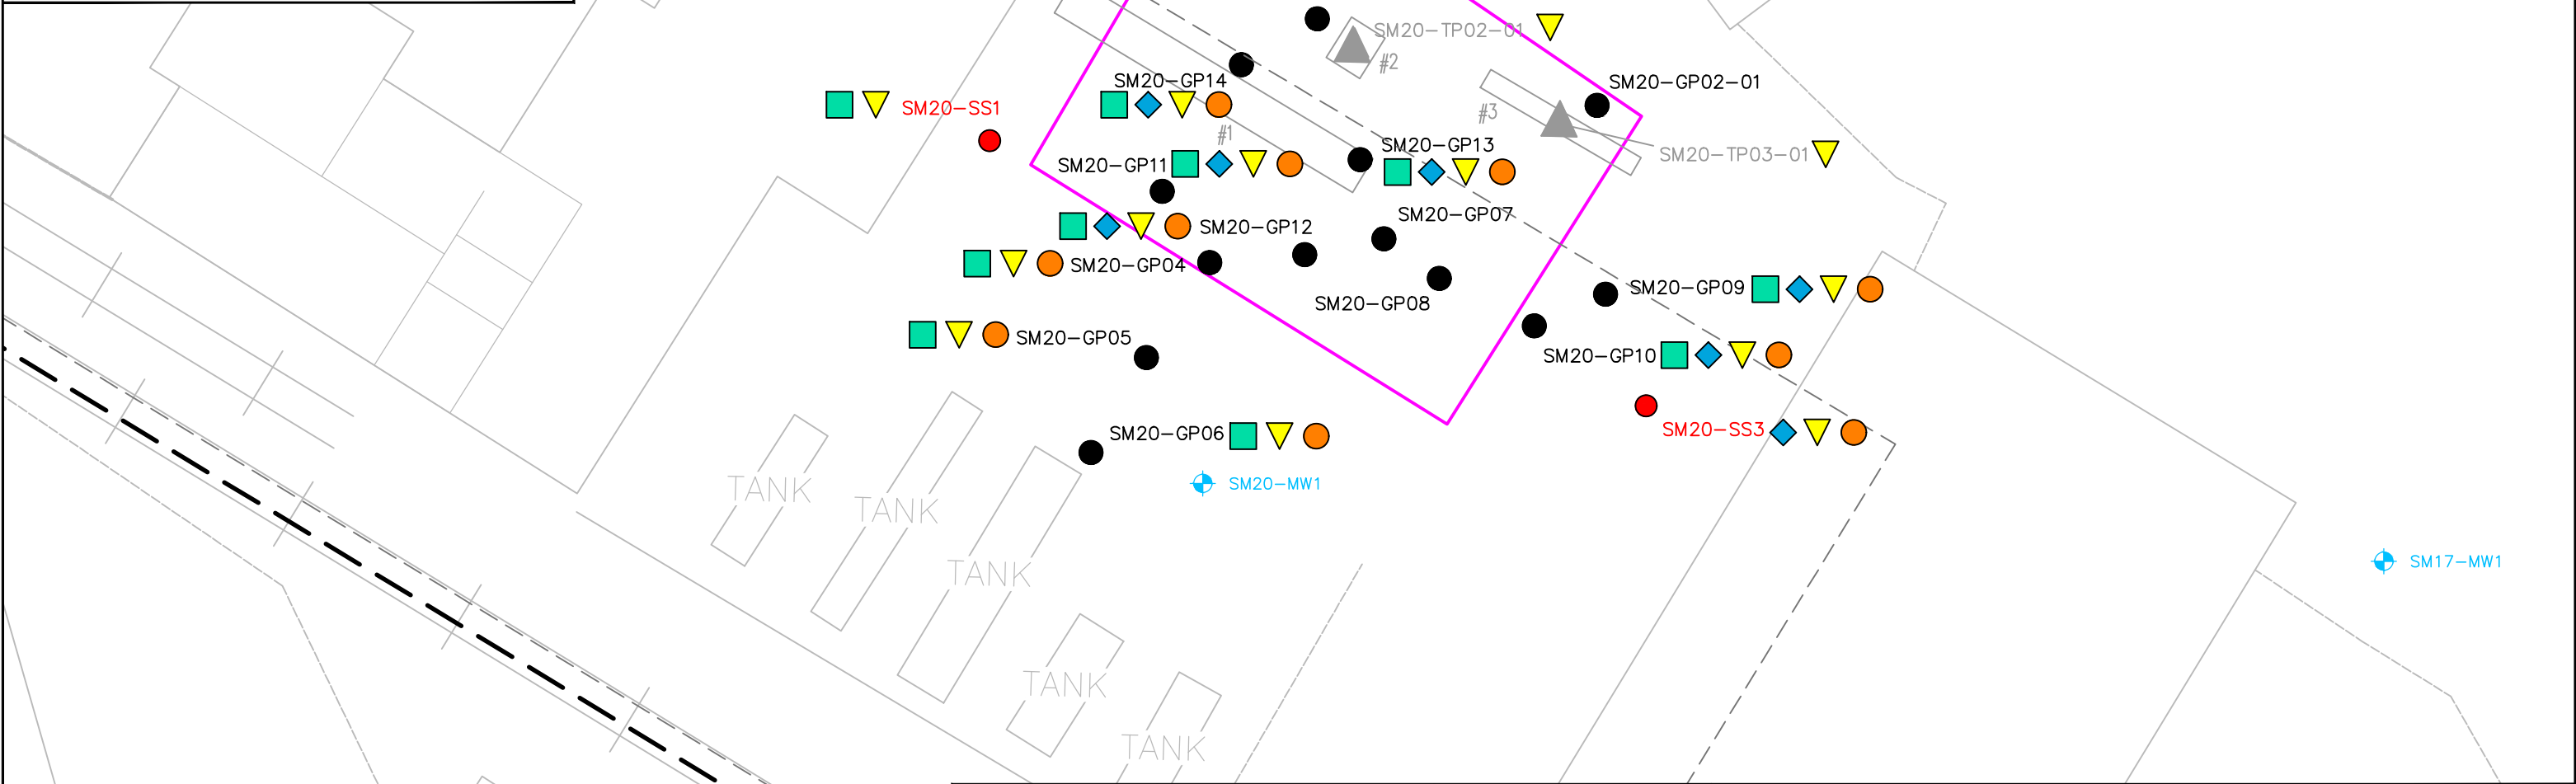 SM20-TP02-01
#2
SM20-GP14
SM20-GP02-01
SM20-SS1
#3
#1
SM20-GP13
SM20-TP03-01
SM20-GP11
SM20-GP07
SM20-GP12
SM20-GP04
SM20-GP09
SM20-GP08
SM20-GP05
SM20-GP10
SM20-SS3
SM20-GP06
SM20-MW1
TANK
TANK
SM17-MW1
TANK
TANK
TANK